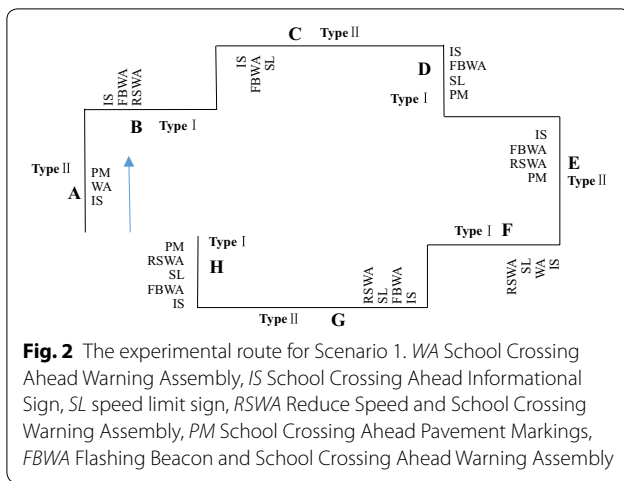 C Type Ⅱ
IS
FBWA
SL
D
IS
FBWA
SL
PM
Type Ⅰ
IS
FBWA
RSWA
B Type Ⅰ
Type Ⅱ
A
PM
WA
IS
IS
FBWA
RSWA
PM
E
Type Ⅱ
Type Ⅰ F
RSWA
SL
WA
IS
PM
RSWA
SL
FBWA
IS
Type Ⅰ
H
RSWA
SL
FBWA
IS
Type Ⅱ G
Fig. 2 The experimental route for Scenario 1. WA School Crossing
Ahead Warning Assembly, IS School Crossing Ahead Informational
Sign, SL speed limit sign, RSWA Reduce Speed and School Crossing
Warning Assembly, PM School Crossing Ahead Pavement Markings,
FBWA Flashing Beacon and School Crossing Ahead Warning Assembly